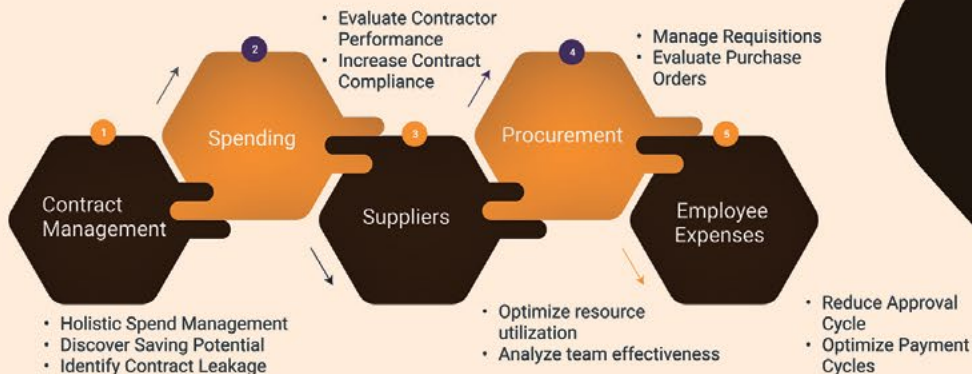 • Evaluate Contractor
Performance
• Increase Contract
Compliance
• Manage Requisitions
• Evaluate Purchase
Orders
1
2
3
4
5
Contract
Management
Spending
Suppliers
Procurement
Employee
Expenses
• Holistic Spend Management
• Discover Saving Potential
• Identify Contract Leakage
• Optimize resource
utilization
• Analyze team effectiveness
• Reduce Approval
Cycle
• Optimize Payment
Cycles